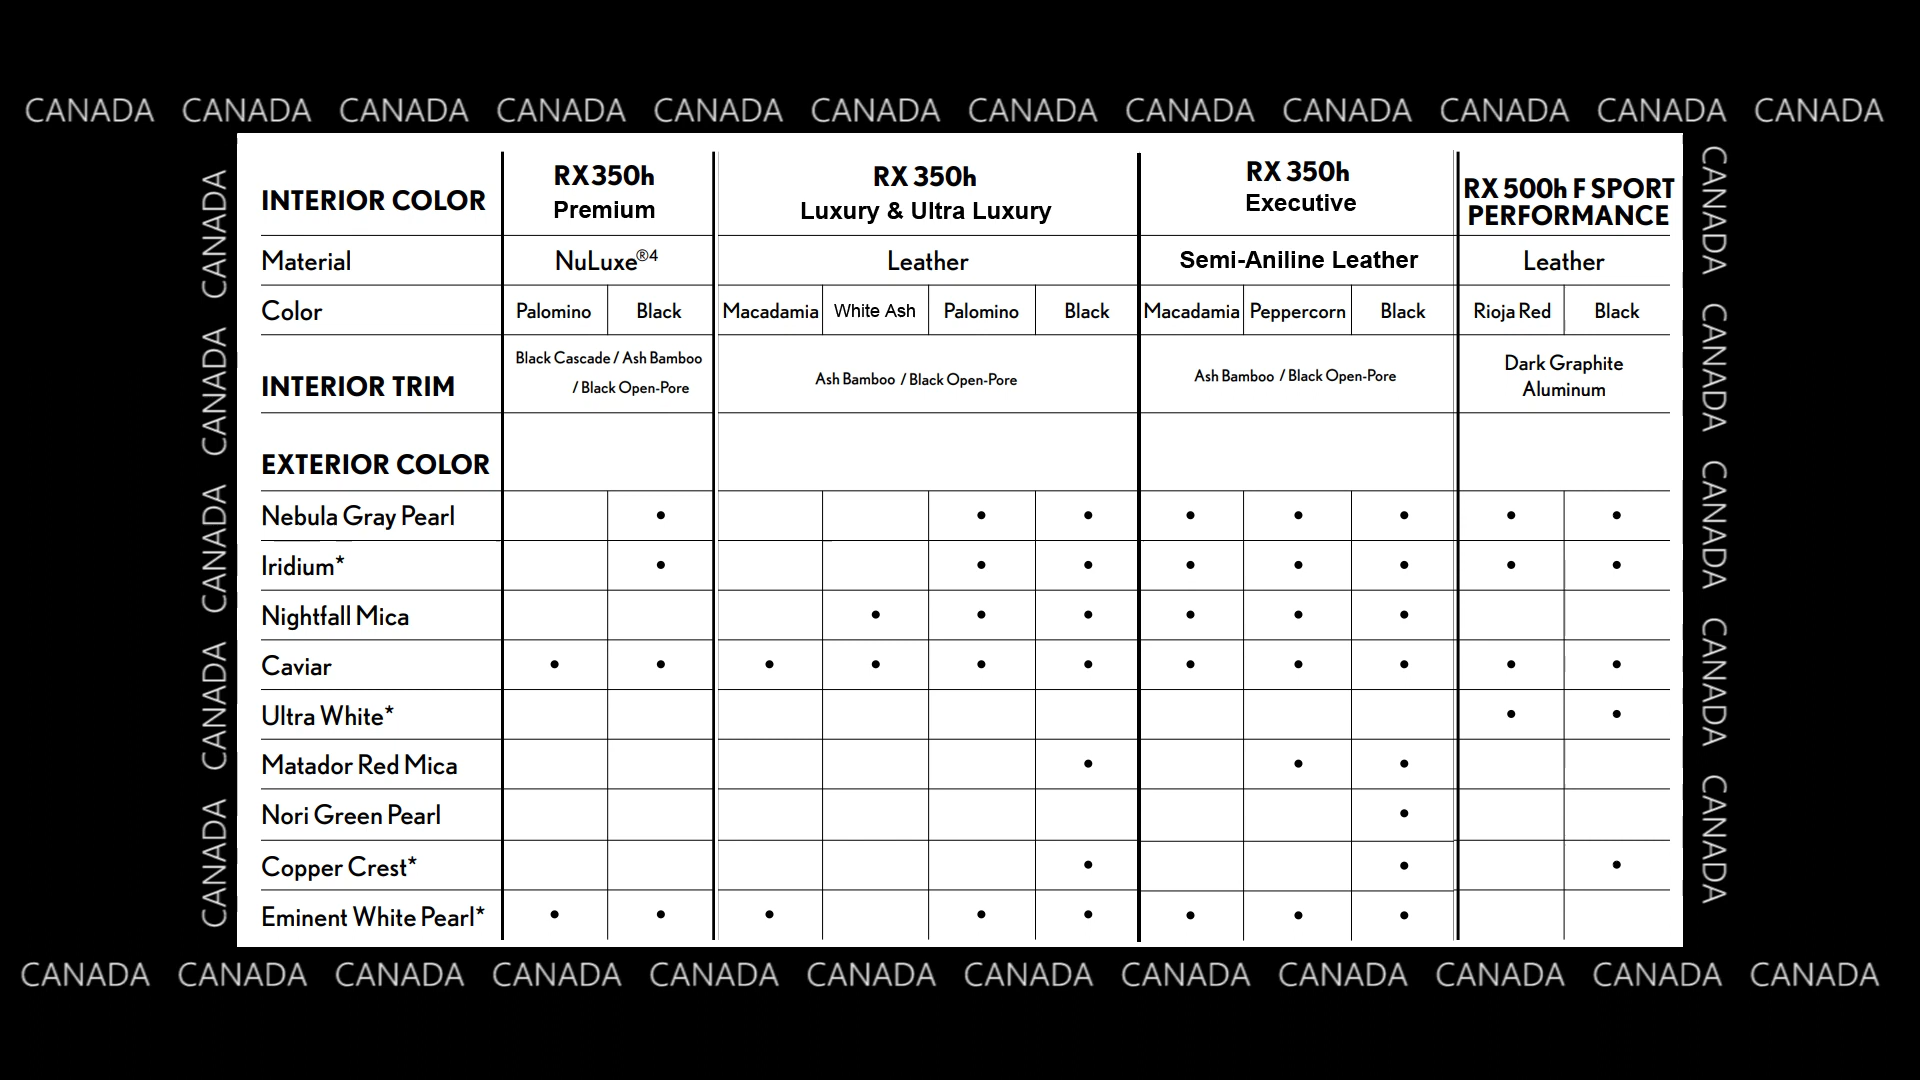 CANADA CANADA CANADA CANADA CANADA CANADA CANADA CANADA CANADA CANADA CANADA CANADA
CANADA CANADA CANADA CANADA CANADA
INTERIOR COLOR
RX350h
Premium
RX 350h
Luxury & Ultra Luxury
RX 350h
Executive
RX 500h F SPORT
PERFORMANCE
Material NuLuxe®4 Leather Semi-Aniline Leather Leather
Color Palomino Black Macadamia White Ash Palomino Black Macadamia Peppercorn Black Rioja Red Black
INTERIOR TRIM
Black Cascade / Ash Bamboo
/ Black Open-Pore
Ash Bamboo / Black Open-Pore
Ash Bamboo / Black Open-Pore
Dark Graphite
Aluminum
EXTERIOR COLOR
Nebula Gray Pearl • • • • • • • •
Iridium* • • • • • • • •
Nightfall Mica • • • • • •
Caviar • • • • • • • • • • •
Ultra White* • •
Matador Red Mica • • •
Nori Green Pearl •
Copper Crest* • • •
Eminent White Pearl* • • • • • • • •
CANADA CANADA CANADA CANADA CANADA
CANADA CANADA CANADA CANADA CANADA CANADA CANADA CANADA CANADA CANADA CANADA CANADA